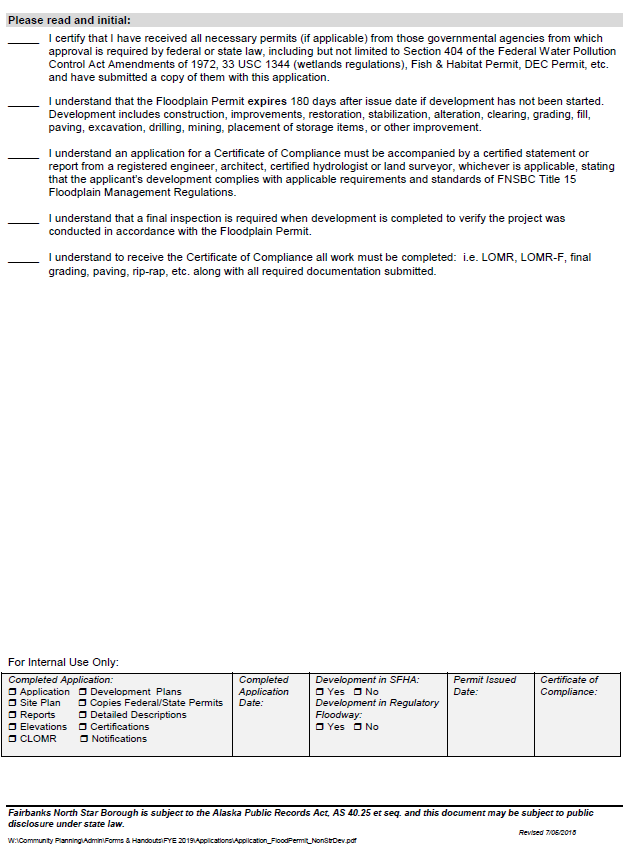 Please read and initial:
_____ I certify that I have received all necessary permits (if applicable) from those governmental agencies from which
approval is required by federal or state law, including but not limited to Section 404 of the Federal Water Pollution
Control Act Amendments of 1972, 33 USC 1344 (wetlands regulations), Fish & Habitat Permit, DEC Permit, etc.
and have submitted a copy of them with this application.
_____ I understand that the Floodplain Permit expires 180 days after issue date if development has not been started.
Development includes construction, improvements, restoration, stabilization, alteration, clearing, grading, fill,
paving, excavation, drilling, mining, placement of storage items, or other improvement.
_____ I understand an application for a Certificate of Compliance must be accompanied by a certified statement or
report from a registered engineer, architect, certified hydrologist or land surveyor, whichever is applicable, stating
that the applicant's development complies with applicable requirements and standards of FNSBC Title 15
Floodplain Management Regulations.
_____ I understand that a final inspection is required when development is completed to verify the project was
conducted in accordance with the Floodplain Permit.
_____ I understand to receive the Certificate of Compliance all work must be completed: i.e. LOMR, LOMR-F, final
grading, paving, rip-rap, etc. along with all required documentation submitted.
For Internal Use Only:
Completed Application:
❒ Application ❒ Development Plans
❒ Site Plan ❒ Copies Federal/State Permits
❒ Reports ❒ Detailed Descriptions
❒ Elevations ❒ Certifications
❒ CLOMR ❒ Notifications
Completed
Application
Date:
Development in SFHA:
❒ Yes ❒ No
Development in Regulatory
Floodway:
❒ Yes ❒ No
Permit Issued
Date:
Certificate of
Compliance:
Fairbanks North Star Borough is subject to the Alaska Public Records Act, AS 40.25 et seq. and this document may be subject to public
disclosure under state law.
Revised 7/05/2018
W:\Community Planning\Admin\Forms & Handouts\FYE 2019\Applications\Application_FloodPermit_NonStrDev.pdf